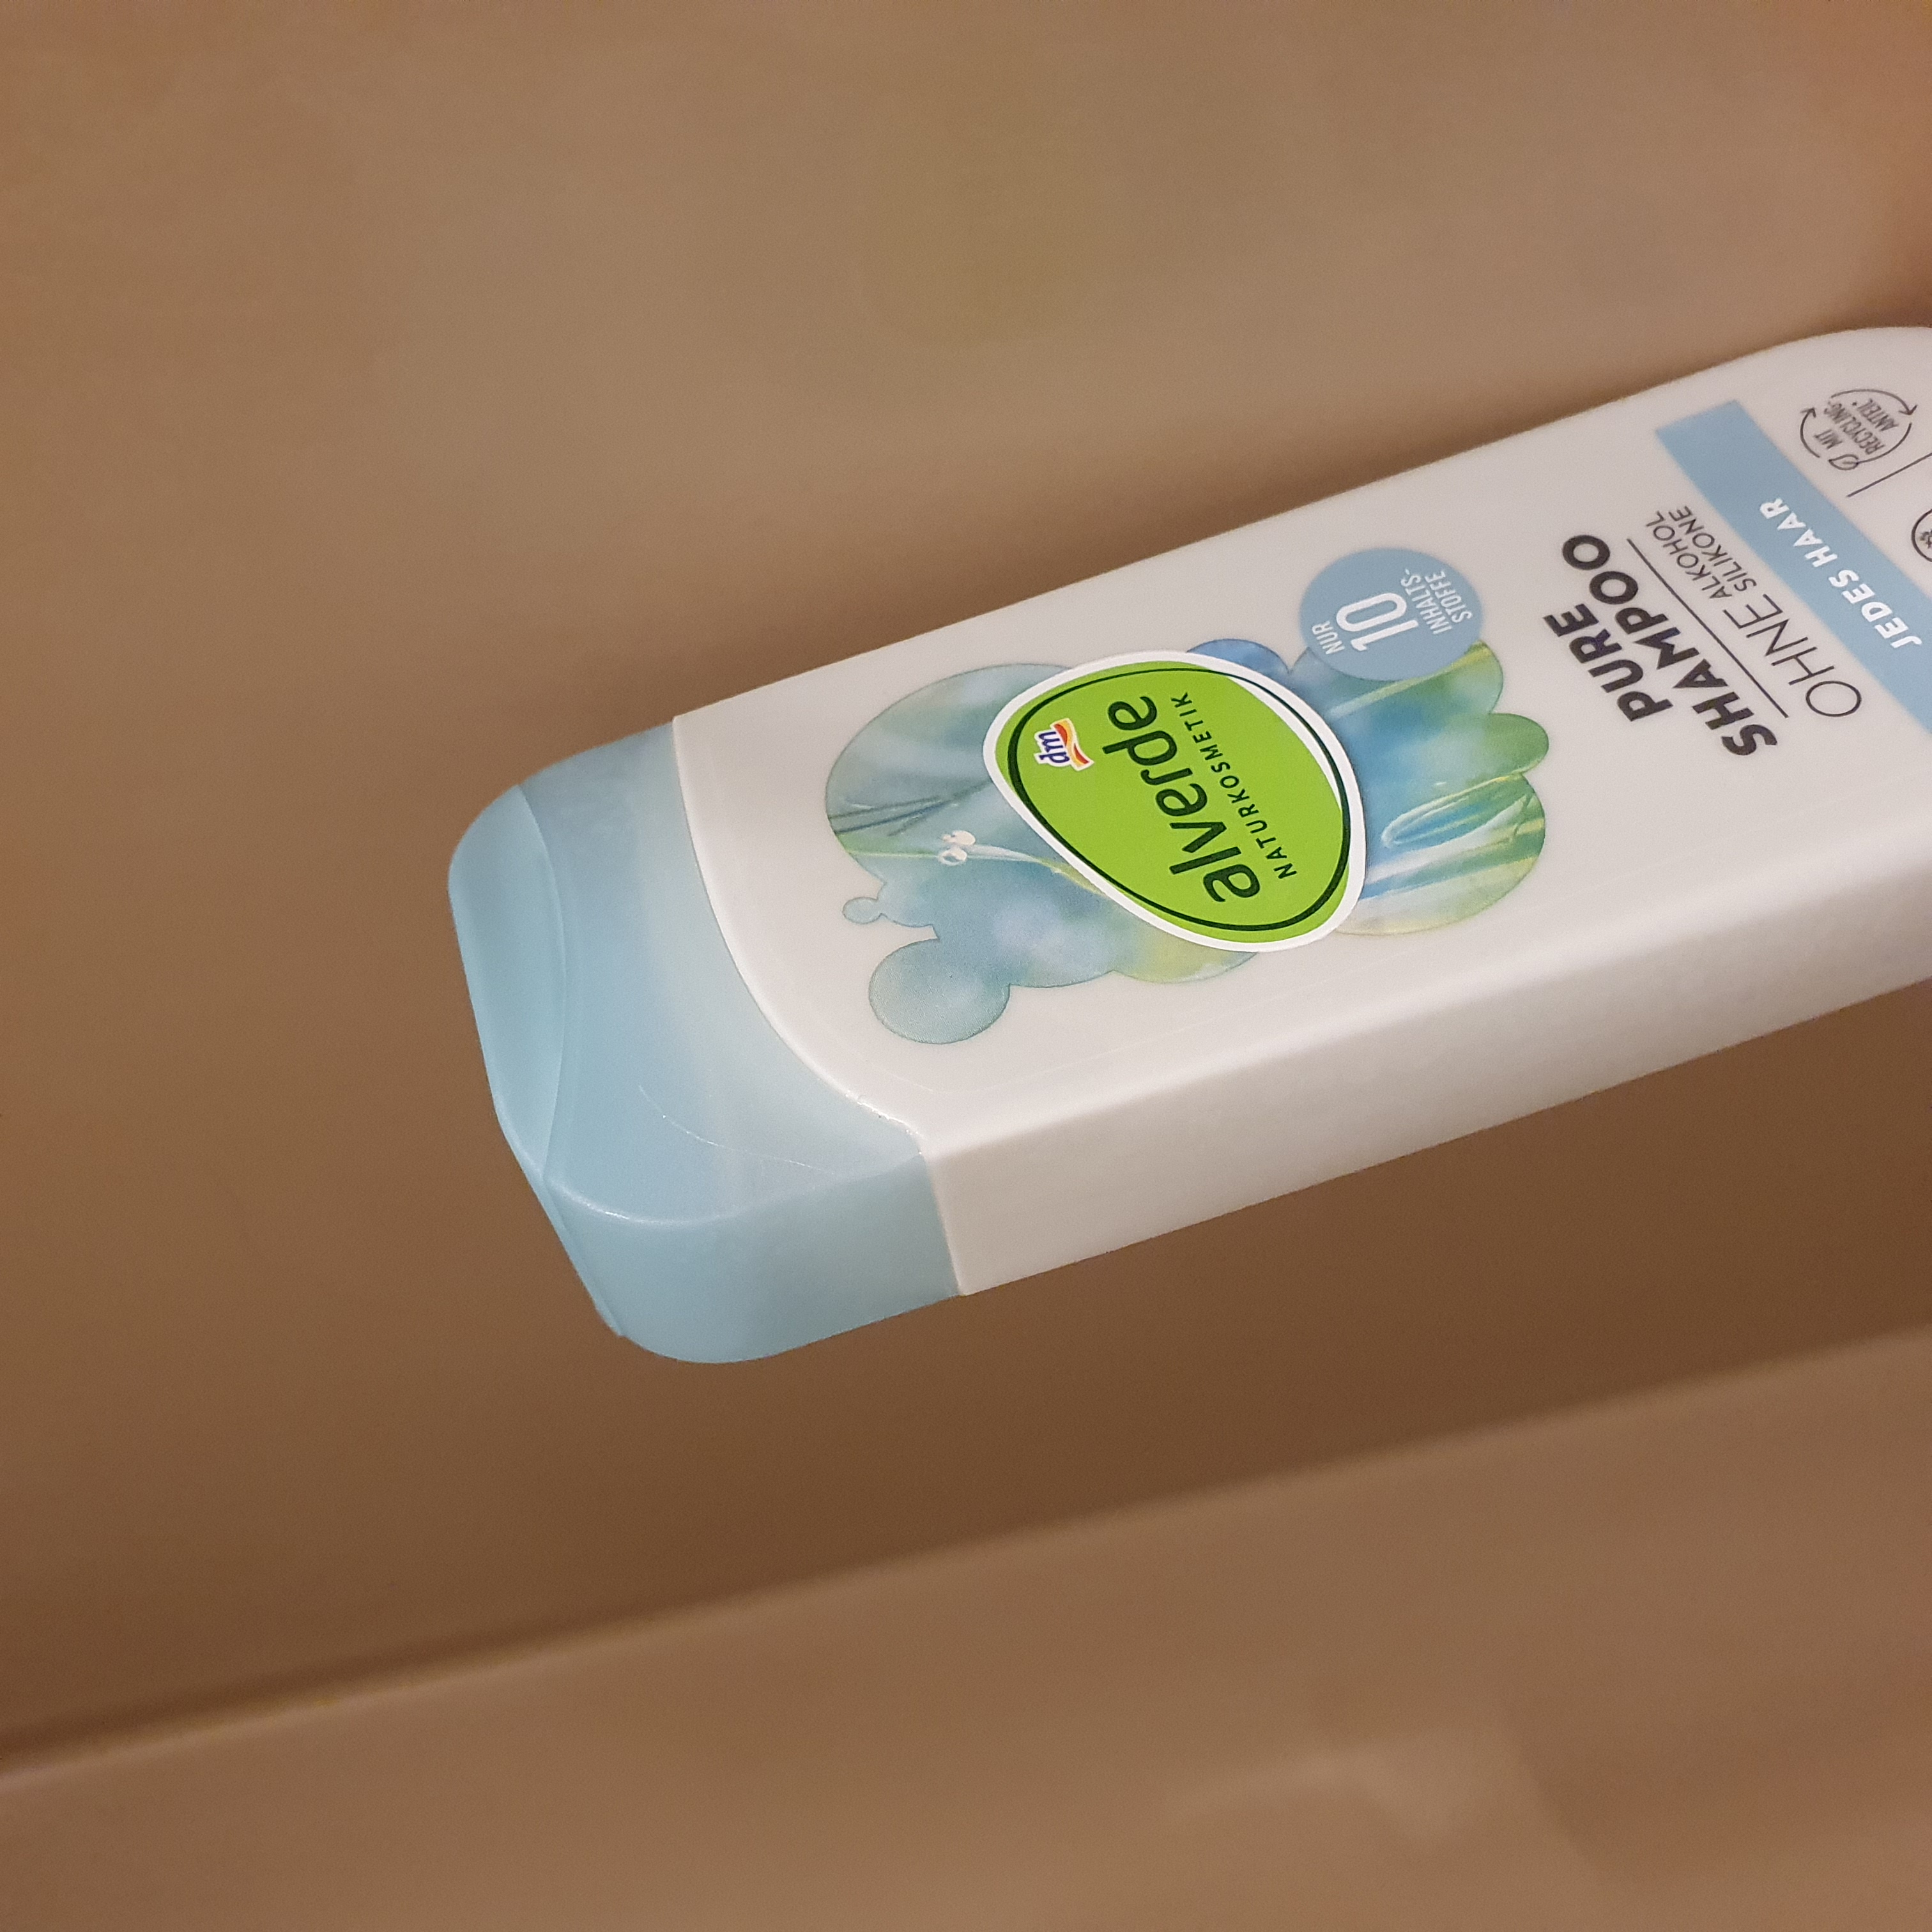 dm
alverde
NATURKOSMETIK
NUR
10
INHALTS-
STOFFE
PURE
SHAMPOO
OHNE ALKOHOL
SILIKONE
JEDES HAAR
MIT
RECYCLING-
ANTEIL*